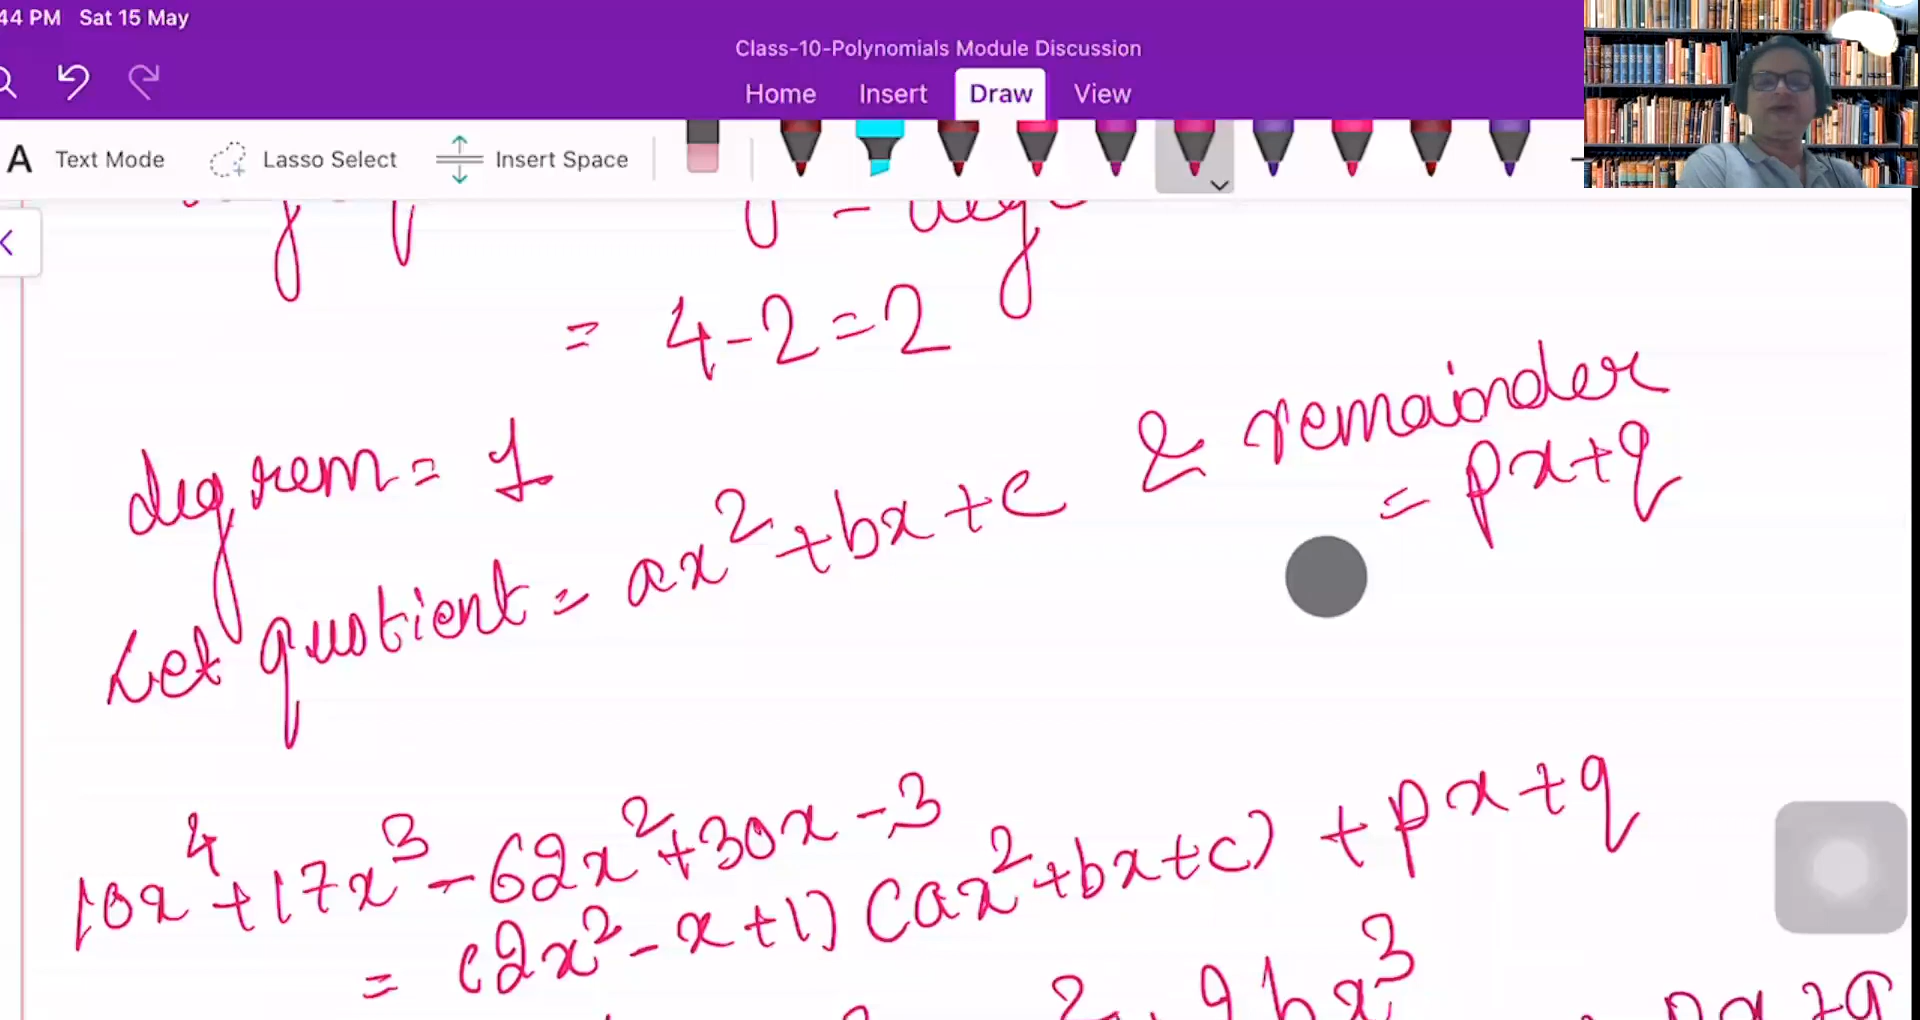 44 PM Sat 15 May
Class-10-Polynomials Module Discussion
Home Insert Draw View
A Text Mode Lasso Select Insert Space
= 4-2=2
deg rem = 1
Let quotient = ax²+bx+c & remainder = px+q
10x⁴+17x³-62x²+30x-3
= (2x²-x+1) (ax²+bx+c) + px+q